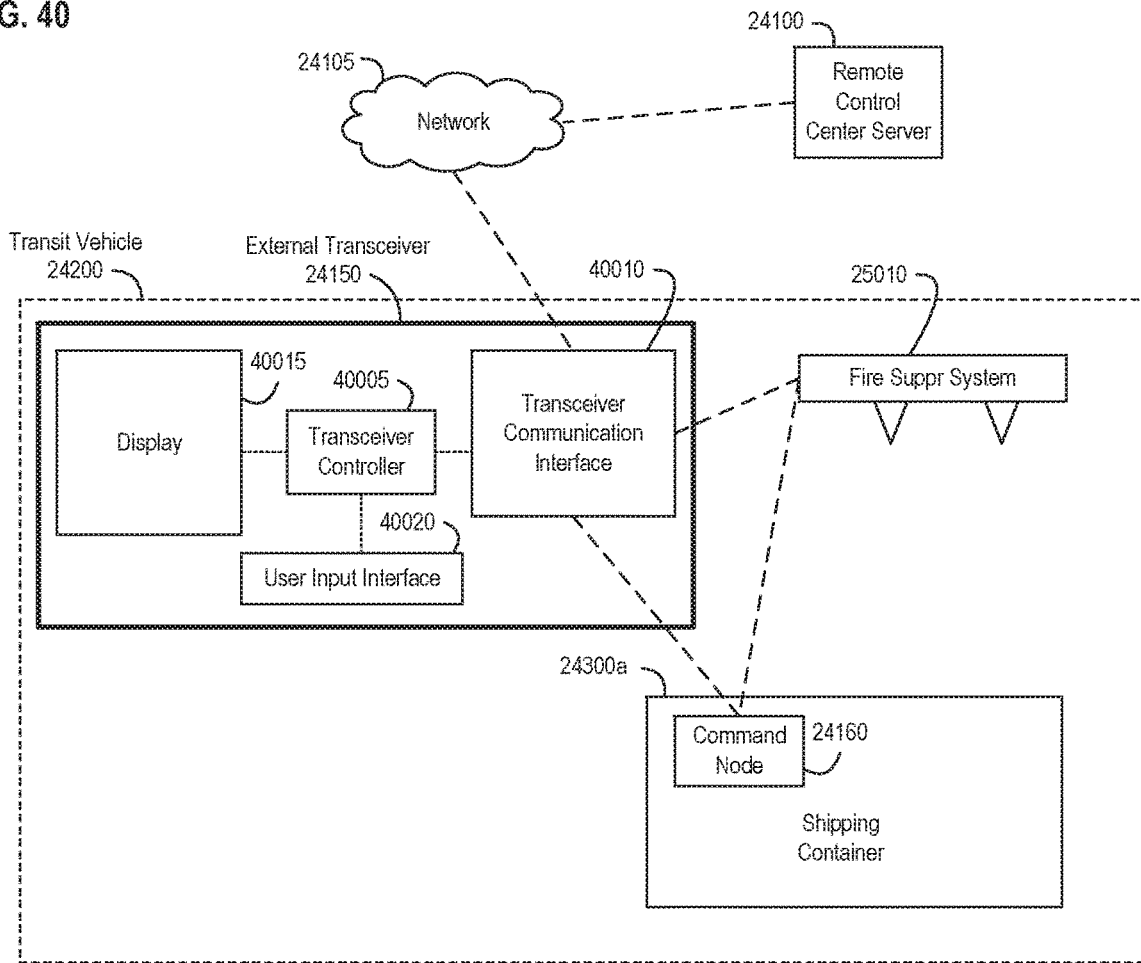 G. 40
24100
24105
Remote
Control
Center Server
Network
Transit Vehicle
24200
External Transceiver
24150
40010
25010
40015
40005
Display
Transceiver
Controller
Transceiver
Communication
Interface
Fire Suppr System
40020
User Input Interface
24300a
Command
Node
24160
Shipping
Container